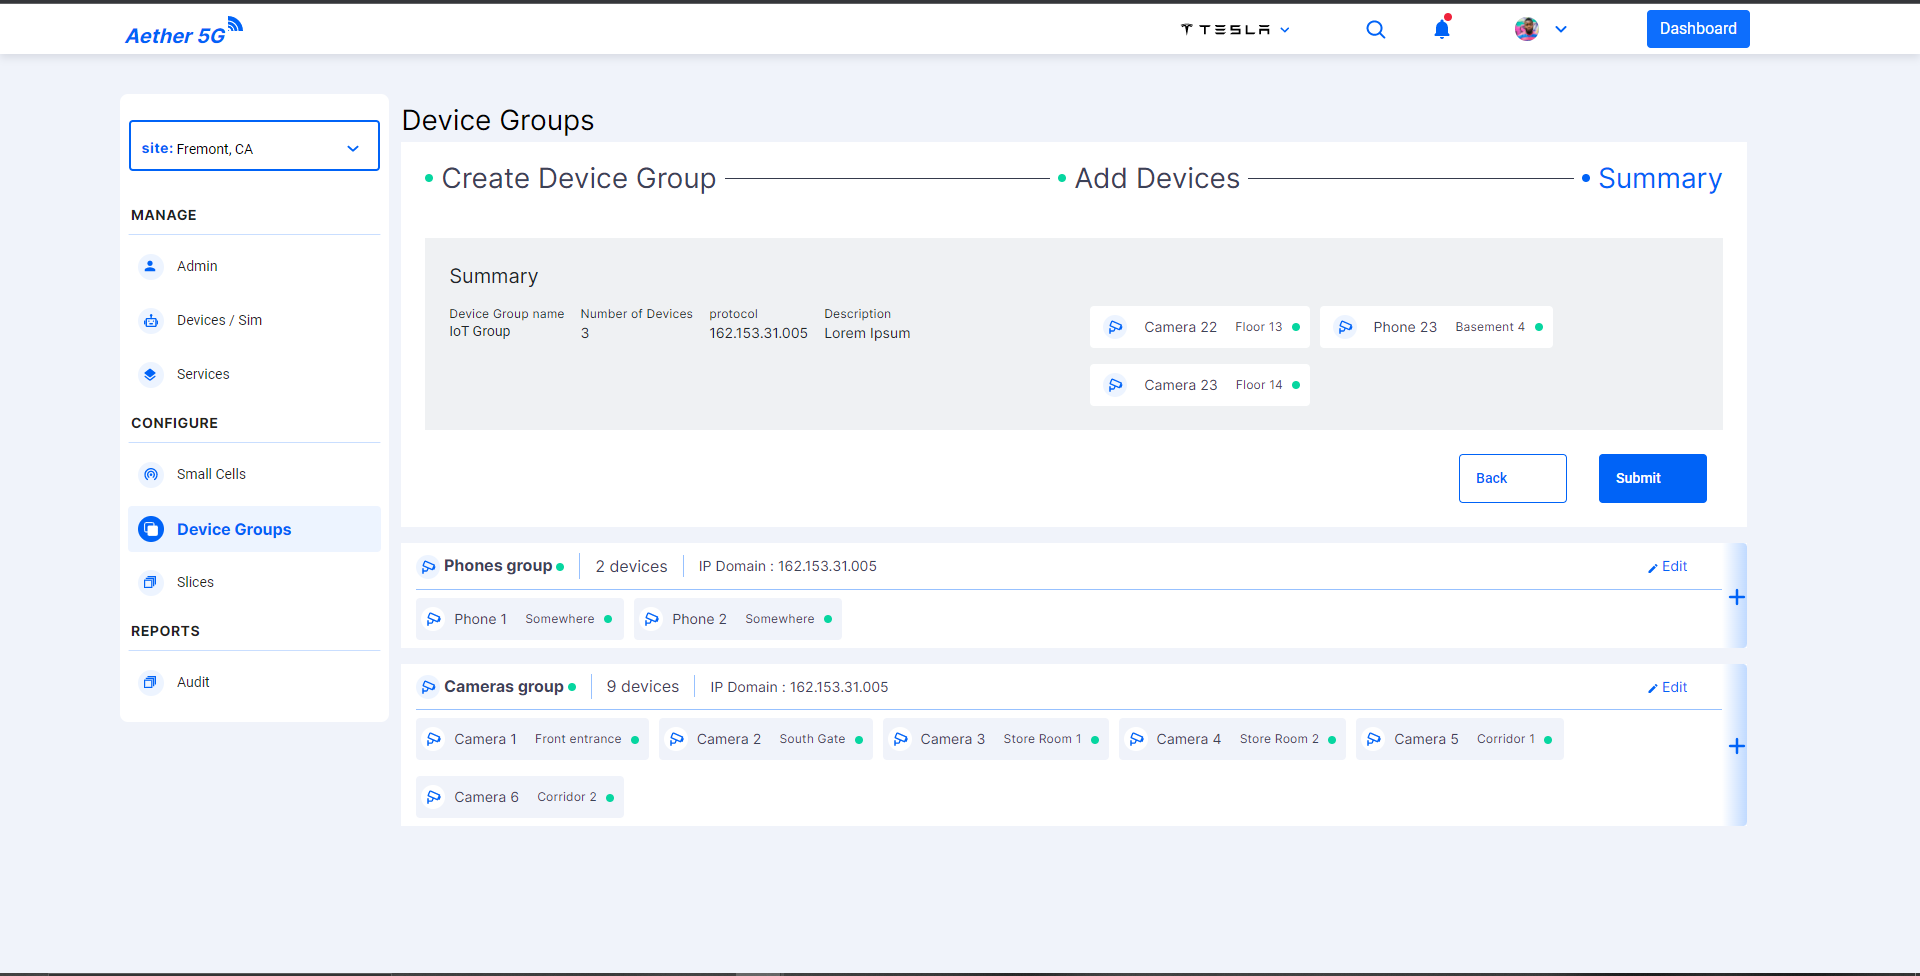 Aether 5G
TESLA
Dashboard
site: Fremont, CA
MANAGE
Admin
Devices / Sim
Services
CONFIGURE
Small Cells
Device Groups
Slices
REPORTS
Audit
Device Groups
Create Device Group
Add Devices
Summary
Summary
Device Group name
IoT Group
Number of Devices
3
protocol
162.153.31.005
Description
Lorem Ipsum
Camera 22 Floor 13
Phone 23 Basement 4
Camera 23 Floor 14
Back
Submit
Phones group 2 devices IP Domain : 162.153.31.005 Edit
Phone 1 Somewhere
Phone 2 Somewhere
Cameras group 9 devices IP Domain : 162.153.31.005 Edit
Camera 1 Front entrance
Camera 2 South Gate
Camera 3 Store Room 1
Camera 4 Store Room 2
Camera 5 Corridor 1
Camera 6 Corridor 2